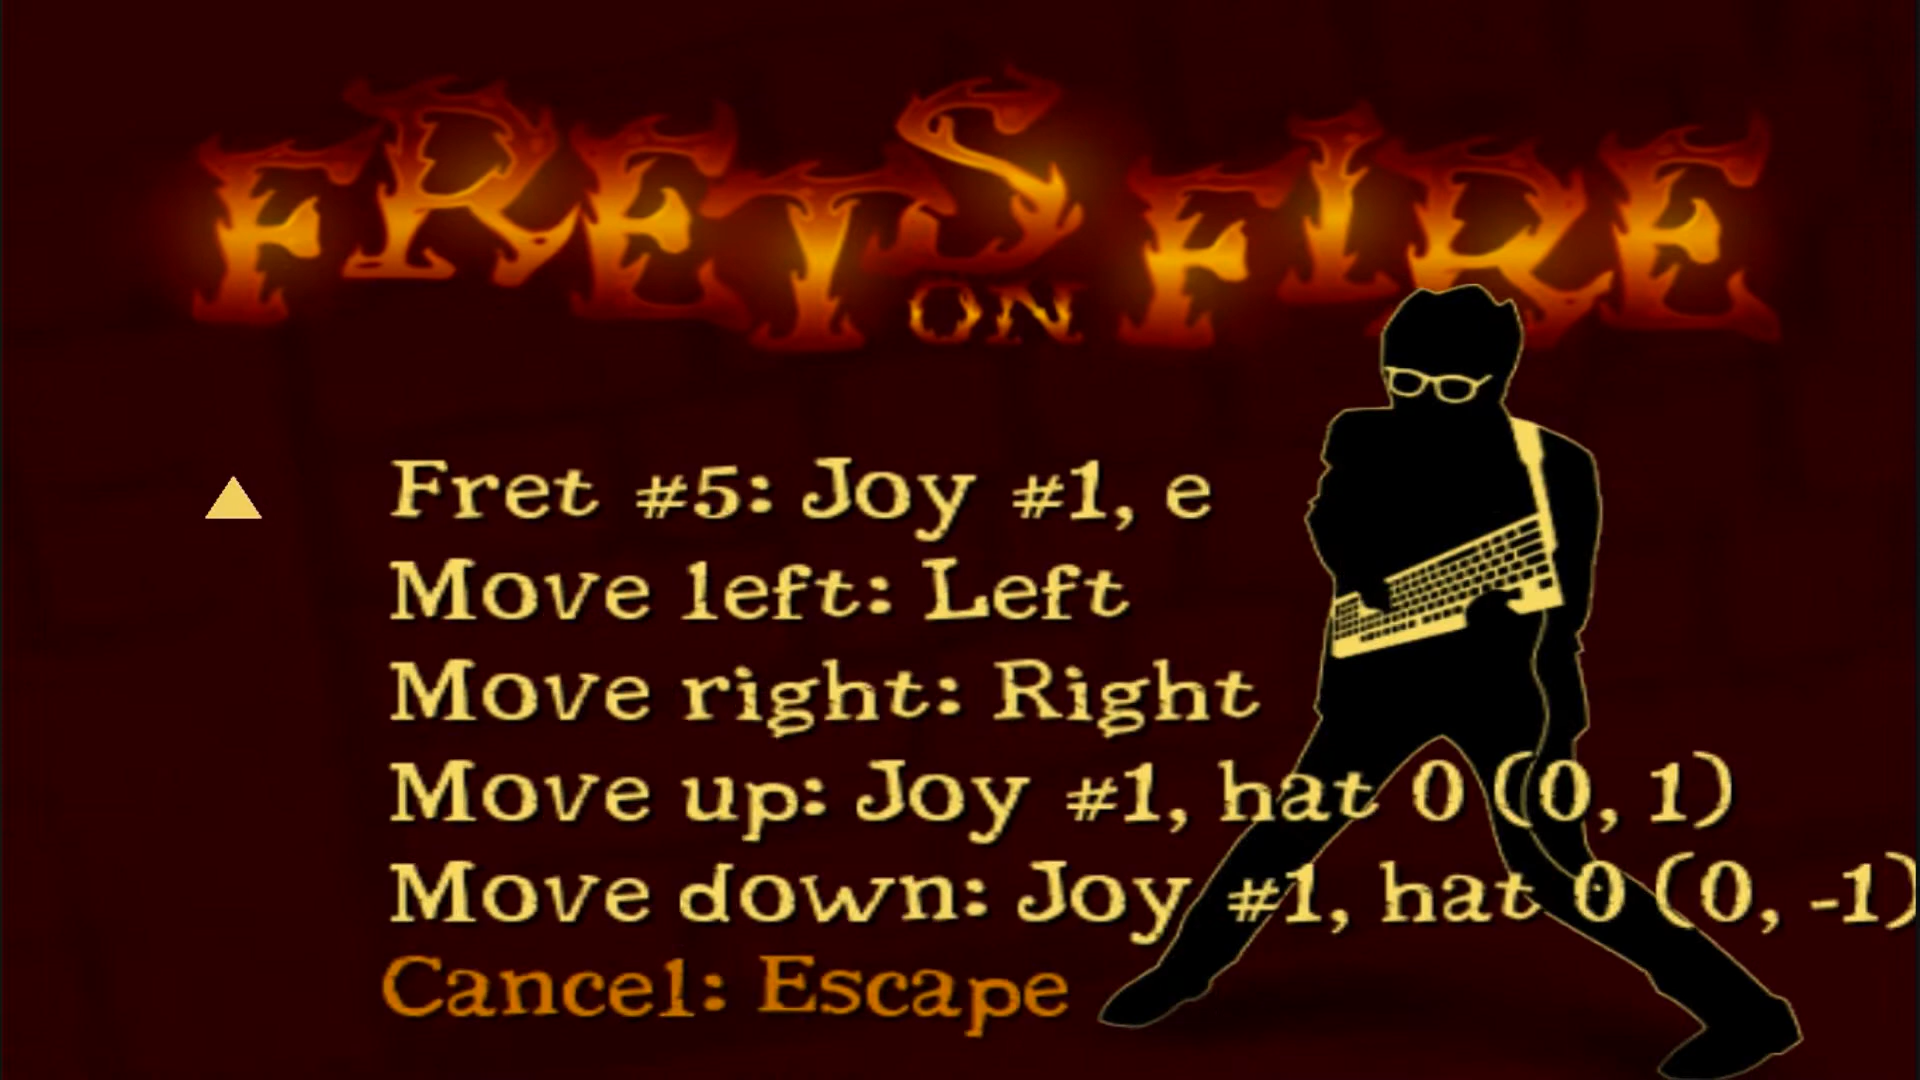 FRETS
ON
FIRE
Fret #5: Joy #1, e
Move left: Left
Move right: Right
Move up: Joy #1, hat 0 (0, 1)
Move down: Joy #1, hat 0 (0, -1)
Cancel: Escape